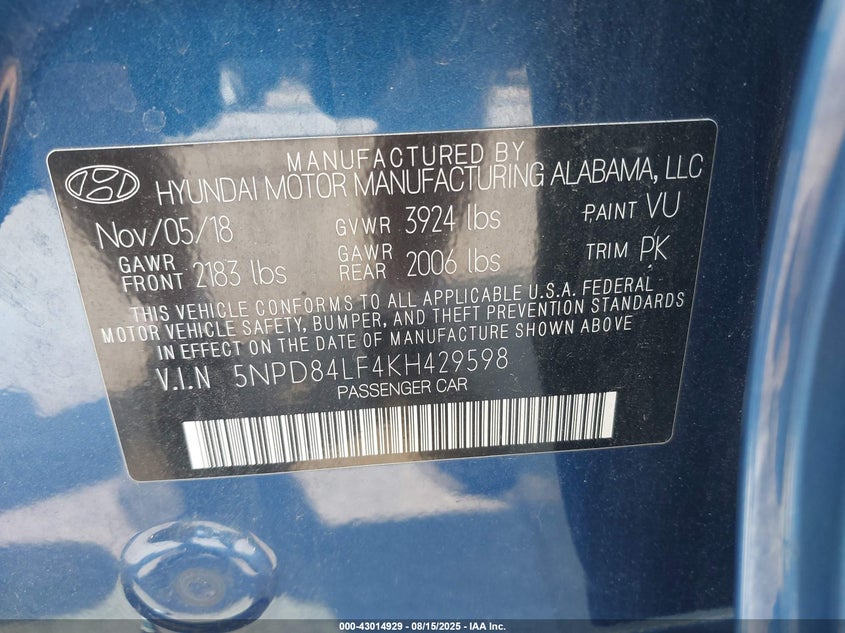 MANUFACTURED BY
HYUNDAI MOTOR MANUFACTURING ALABAMA, LLC
Nov/05/18 GVWR 3924 lbs PAINT VU
GAWR FRONT 2183 lbs GAWR REAR 2006 lbs TRIM PK
THIS VEHICLE CONFORMS TO ALL APPLICABLE U.S.A. FEDERAL
MOTOR VEHICLE SAFETY, BUMPER, AND THEFT PREVENTION STANDARDS
IN EFFECT ON THE DATE OF MANUFACTURE SHOWN ABOVE
V.I.N 5NPD84LF4KH429598
PASSENGER CAR
000-43014929 - 08/15/2025 - IAA Inc.